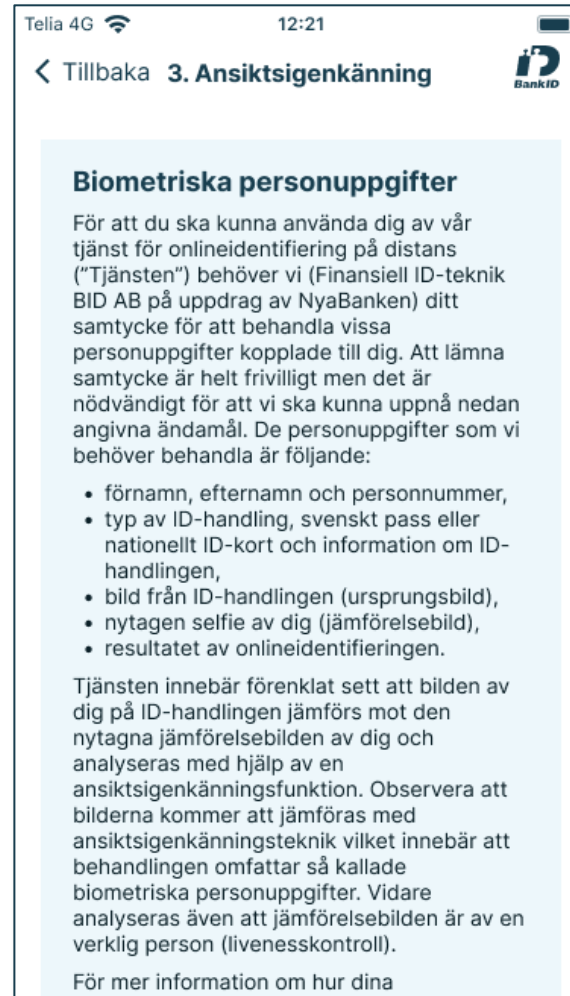 Telia 4G 12:21
Tillbaka 3. Ansiktsigenkänning
BankID
Biometriska personuppgifter
För att du ska kunna använda dig av vår
tjänst för onlineidentifiering på distans
(”Tjänsten”) behöver vi (Finansiell ID-teknik
BID AB på uppdrag av NyaBanken) ditt
samtycke för att behandla vissa
personuppgifter kopplade till dig. Att lämna
samtycke är helt frivilligt men det är
nödvändigt för att vi ska kunna uppnå nedan
angivna ändamål. De personuppgifter som vi
behöver behandla är följande:
• förnamn, efternamn och personnummer,
• typ av ID-handling, svenskt pass eller
nationellt ID-kort och information om ID-
handlingen,
• bild från ID-handlingen (ursprungsbild),
• nytagen selfie av dig (jämförelsebild),
• resultatet av onlineidentifieringen.
Tjänsten innebär förenklat sett att bilden av
dig på ID-handlingen jämförs mot den
nytagna jämförelsebilden av dig och
analyseras med hjälp av en
ansiktsigenkänningsfunktion. Observera att
bilderna kommer att jämföras med
ansiktsigenkänningsteknik vilket innebär att
behandlingen omfattar så kallade
biometriska personuppgifter. Vidare
analyseras även att jämförelsebilden är av en
verklig person (livenesskontroll).
För mer information om hur dina